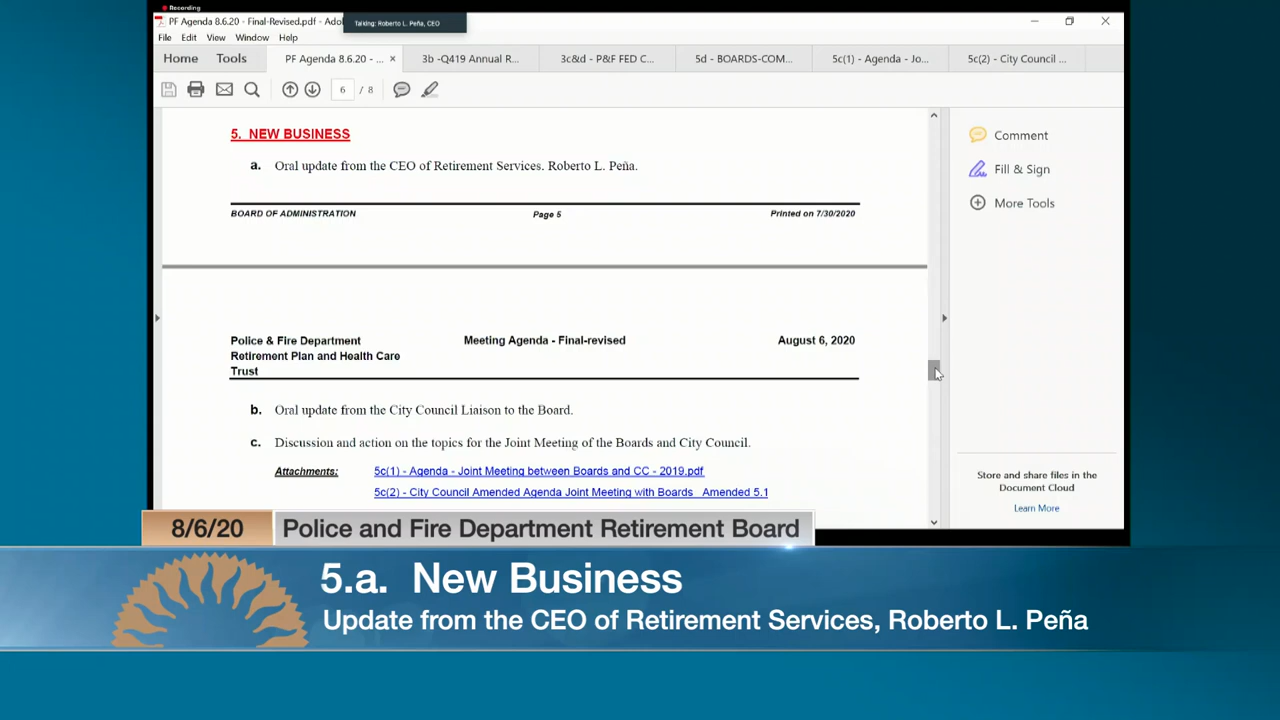 Recording
PF Agenda 8.6.20 - Final-Revised.pdf - Adob
Talking: Roberto L. Peña, CEO
File Edit View Window Help
Home Tools PF Agenda 8.6.20 - ... × 3b -Q419 Annual R... 3c&d - P&F FED C... 5d - BOARDS-COM... 5c(1) - Agenda - Jo... 5c(2) - City Council ...
6 / 8
5. NEW BUSINESS
a. Oral update from the CEO of Retirement Services. Roberto L. Peña.
BOARD OF ADMINISTRATION Page 5 Printed on 7/30/2020
Police & Fire Department Meeting Agenda - Final-revised August 6, 2020
Retirement Plan and Health Care
Trust
b. Oral update from the City Council Liaison to the Board.
c. Discussion and action on the topics for the Joint Meeting of the Boards and City Council.
Attachments: 5c(1) - Agenda - Joint Meeting between Boards and CC - 2019.pdf
5c(2) - City Council Amended Agenda Joint Meeting with Boards Amended 5.1
Comment
Fill & Sign
More Tools
Store and share files in the
Document Cloud
Learn More
8/6/20 Police and Fire Department Retirement Board
5.a. New Business
Update from the CEO of Retirement Services, Roberto L. Peña